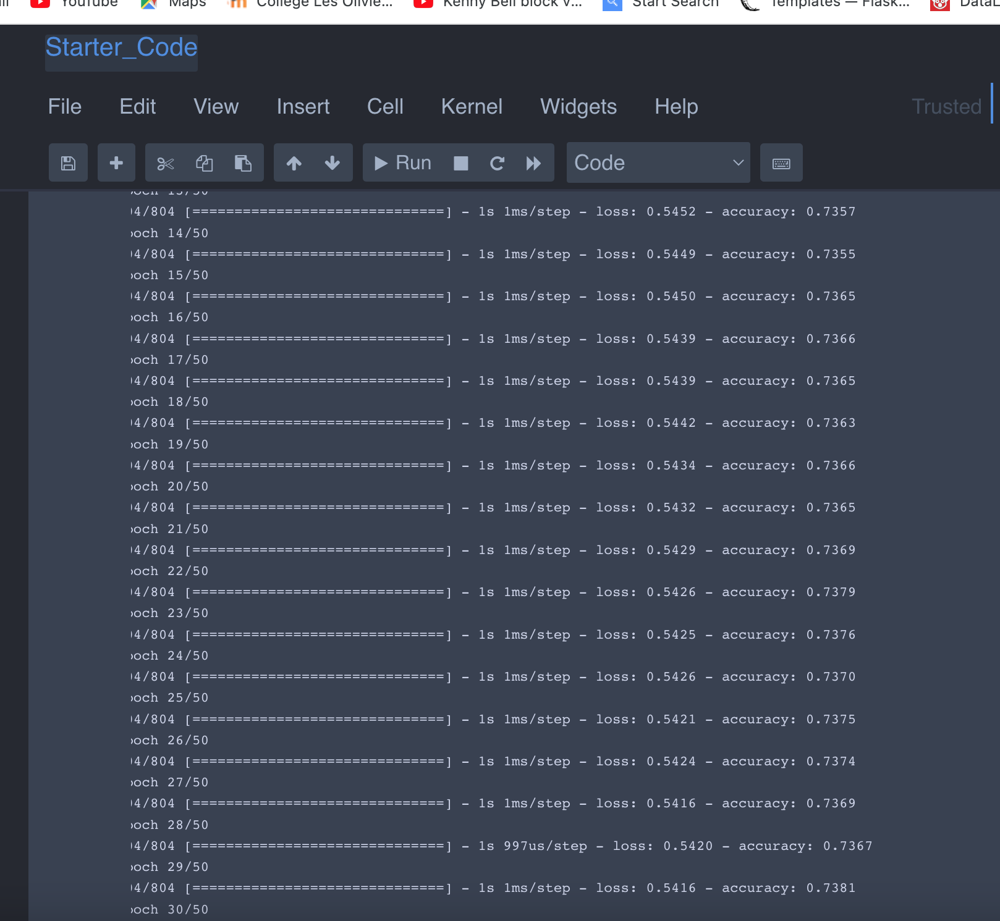 YouTube Maps College Les Olivie... Kenny Bell block v... Start Search Templates — Flask...
Starter_Code
File Edit View Insert Cell Kernel Widgets Help Trusted
Run Code
och 13/50
4/804 [==============================] - 1s 1ms/step - loss: 0.5452 - accuracy: 0.7357
och 14/50
4/804 [==============================] - 1s 1ms/step - loss: 0.5449 - accuracy: 0.7355
och 15/50
4/804 [==============================] - 1s 1ms/step - loss: 0.5450 - accuracy: 0.7365
och 16/50
4/804 [==============================] - 1s 1ms/step - loss: 0.5439 - accuracy: 0.7366
och 17/50
4/804 [==============================] - 1s 1ms/step - loss: 0.5439 - accuracy: 0.7365
och 18/50
4/804 [==============================] - 1s 1ms/step - loss: 0.5442 - accuracy: 0.7363
och 19/50
4/804 [==============================] - 1s 1ms/step - loss: 0.5434 - accuracy: 0.7366
och 20/50
4/804 [==============================] - 1s 1ms/step - loss: 0.5432 - accuracy: 0.7365
och 21/50
4/804 [==============================] - 1s 1ms/step - loss: 0.5429 - accuracy: 0.7369
och 22/50
4/804 [==============================] - 1s 1ms/step - loss: 0.5426 - accuracy: 0.7379
och 23/50
4/804 [==============================] - 1s 1ms/step - loss: 0.5425 - accuracy: 0.7376
och 24/50
4/804 [==============================] - 1s 1ms/step - loss: 0.5426 - accuracy: 0.7370
och 25/50
4/804 [==============================] - 1s 1ms/step - loss: 0.5421 - accuracy: 0.7375
och 26/50
4/804 [==============================] - 1s 1ms/step - loss: 0.5424 - accuracy: 0.7374
och 27/50
4/804 [==============================] - 1s 1ms/step - loss: 0.5416 - accuracy: 0.7369
och 28/50
4/804 [==============================] - 1s 997us/step - loss: 0.5420 - accuracy: 0.7367
och 29/50
4/804 [==============================] - 1s 1ms/step - loss: 0.5416 - accuracy: 0.7381
och 30/50